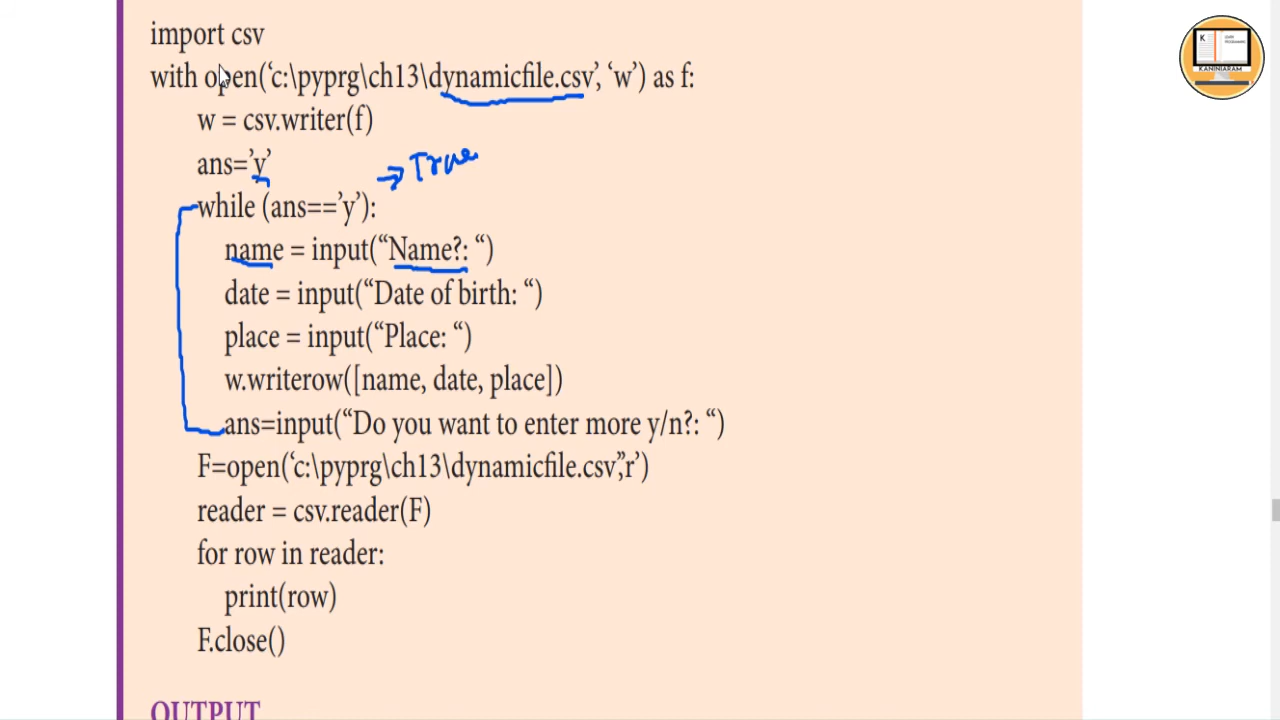 import csv
with open(‘c:\pyprg\ch13\dynamicfile.csv’, ‘w’) as f:
w = csv.writer(f)
ans=’y’
→ True
while (ans==’y’):
name = input(“Name?: “)
date = input(“Date of birth: “)
place = input(“Place: “)
w.writerow([name, date, place])
ans=input(“Do you want to enter more y/n?: “)
F=open(‘c:\pyprg\ch13\dynamicfile.csv’,’r’)
reader = csv.reader(F)
for row in reader:
print(row)
F.close()
OUTPUT
K
KANINIARAM